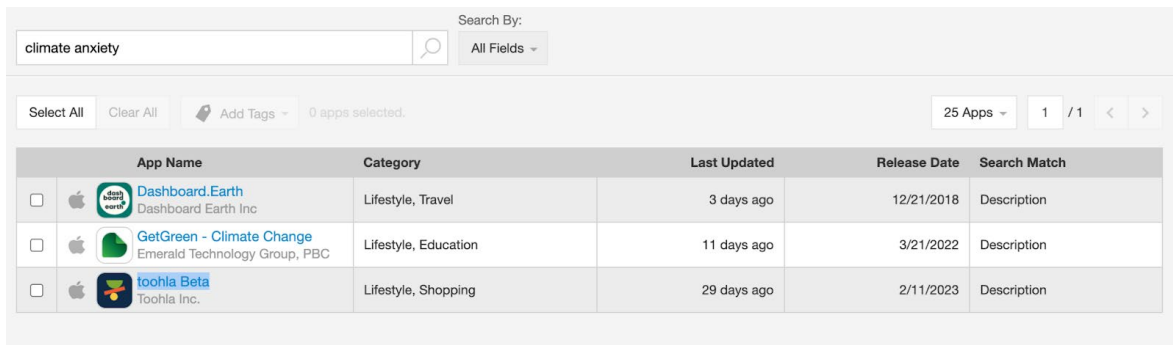 Search By:
climate anxiety
All Fields
Select All Clear All Add Tags 0 apps selected. 25 Apps 1 / 1 < >
App Name Category Last Updated Release Date Search Match
dash board earth Dashboard.Earth
Dashboard Earth Inc
Lifestyle, Travel 3 days ago 12/21/2018 Description
GetGreen - Climate Change
Emerald Technology Group, PBC
Lifestyle, Education 11 days ago 3/21/2022 Description
toohla Beta
Toohla Inc.
Lifestyle, Shopping 29 days ago 2/11/2023 Description